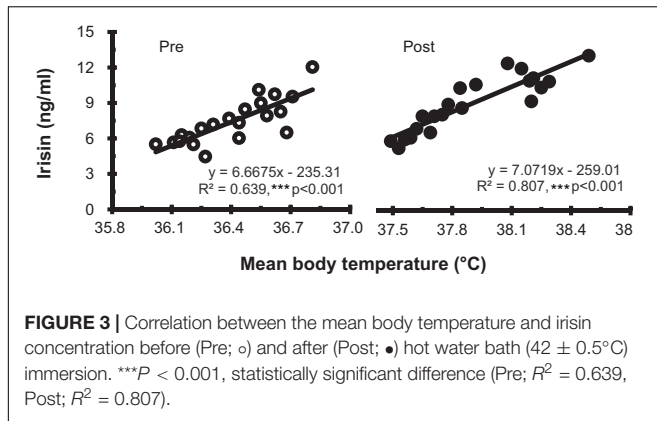 15
12
9
6
3
0
Irisin (ng/ml)
Pre
y = 6.6675x - 235.31
R² = 0.639, *** p<0.001
35.8 36.1 36.4 36.7 37.0
Post
y = 7.0719x - 259.01
R² = 0.807, *** p<0.001
37.5 37.8 38.1 38.4 38
Mean body temperature (°C)
FIGURE 3 | Correlation between the mean body temperature and irisin
concentration before (Pre; ○) and after (Post; ●) hot water bath (42 ± 0.5°C)
immersion. ***P < 0.001, statistically significant difference (Pre; R² = 0.639,
Post; R² = 0.807).